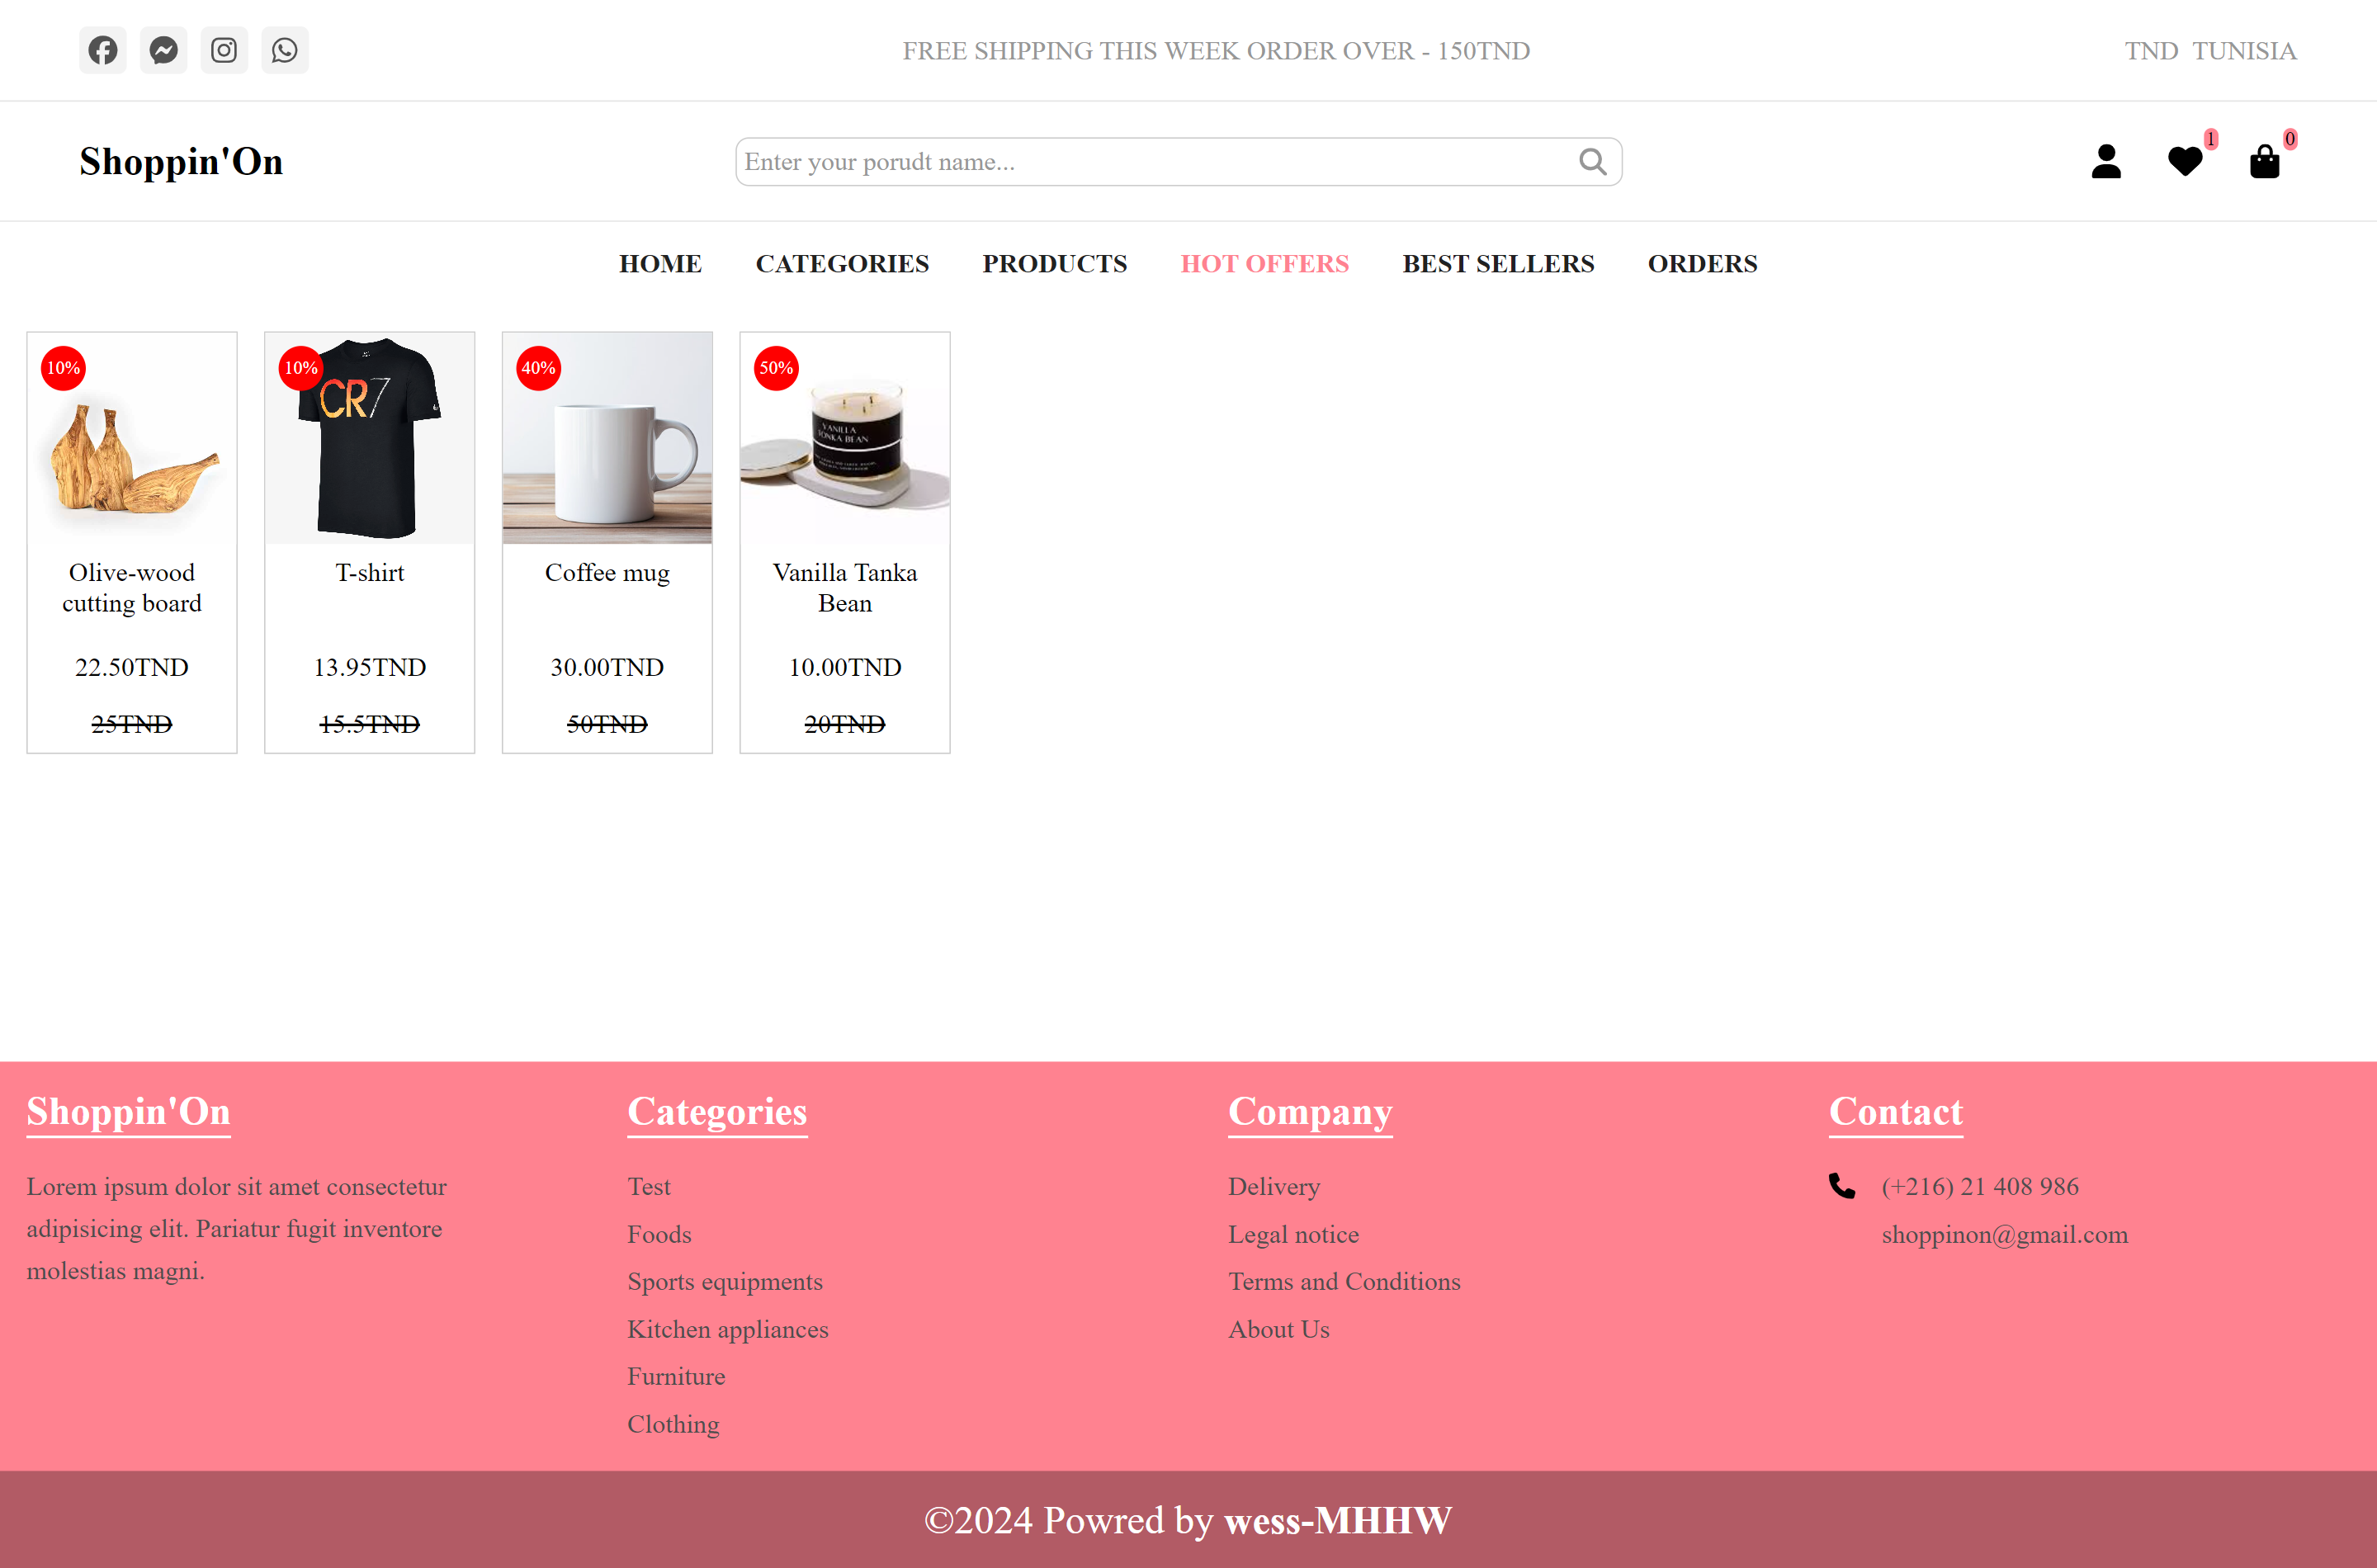 FREE SHIPPING THIS WEEK ORDER OVER - 150TND
TND TUNISIA
Shoppin'On
Enter your porudt name...
1
0
HOME CATEGORIES PRODUCTS HOT OFFERS BEST SELLERS ORDERS
10%
Olive-wood
cutting board
22.50TND
25TND
10%
CR7
T-shirt
13.95TND
15.5TND
40%
Coffee mug
30.00TND
50TND
50%
VANILLA
TONKA BEAN
Vanilla Tanka
Bean
10.00TND
20TND
Shoppin'On
Lorem ipsum dolor sit amet consectetur
adipisicing elit. Pariatur fugit inventore
molestias magni.
Categories
Test
Foods
Sports equipments
Kitchen appliances
Furniture
Clothing
Company
Delivery
Legal notice
Terms and Conditions
About Us
Contact
(+216) 21 408 986
shoppinon@gmail.com
©2024 Powred by wess-MHHW